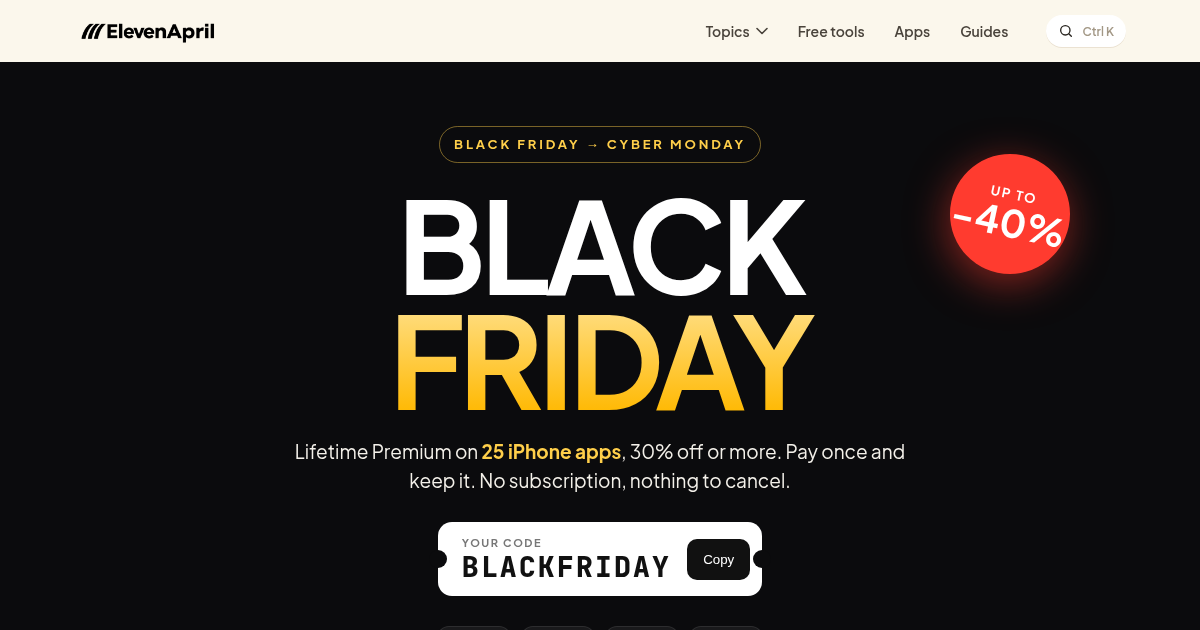 ElevenApril
Topics
Free tools
Apps
Guides
Ctrl K
BLACK FRIDAY → CYBER MONDAY
UP TO
−40%
BLACK
FRIDAY
Lifetime Premium on 25 iPhone apps, 30% off or more. Pay once and
keep it. No subscription, nothing to cancel.
YOUR CODE
BLACKFRIDAY
Copy